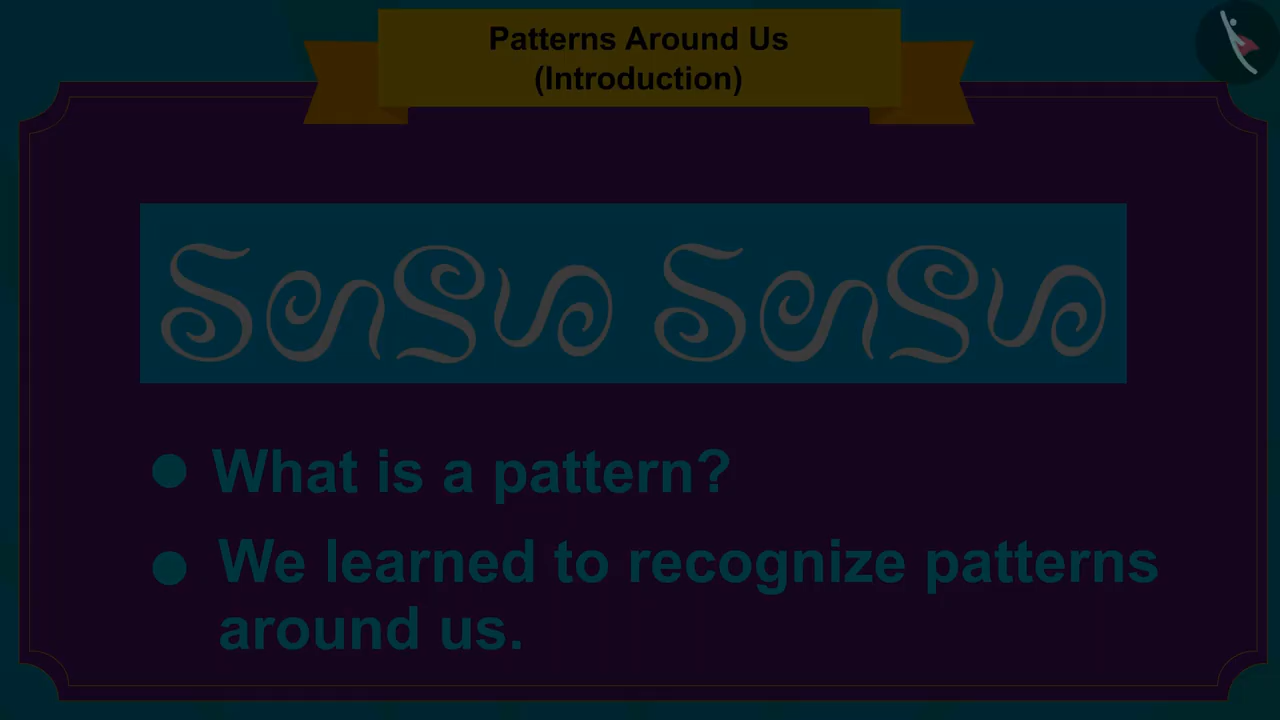 Patterns Around Us
(Introduction)
What is a pattern?
We learned to recognize patterns
around us.